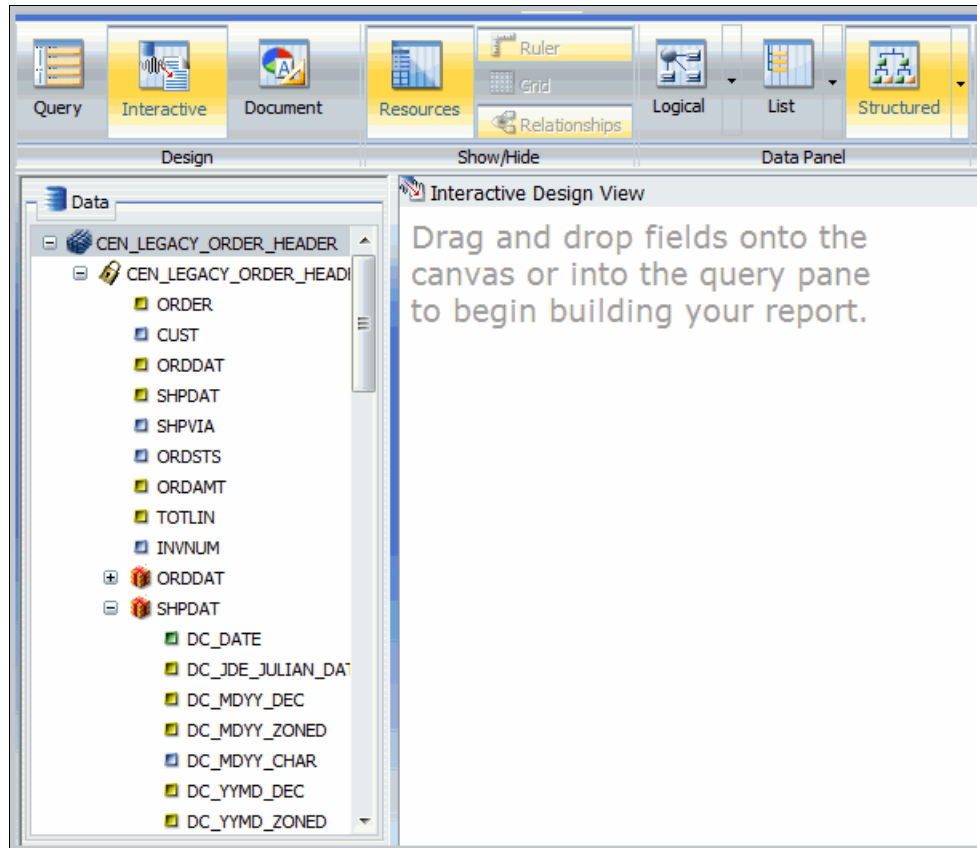 Query
Interactive
Document
Resources
Ruler
Grid
Relationships
Logical
List
Structured
Design
Show/Hide
Data Panel
Data
CEN_LEGACY_ORDER_HEADER
CEN_LEGACY_ORDER_HEADI
ORDER
CUST
ORDDAT
SHPDAT
SHPVIA
ORDSTS
ORDAMT
TOTLIN
INVNUM
ORDDAT
SHPDAT
DC_DATE
DC_JDE_JULIAN_DAT
DC_MDYY_DEC
DC_MDYY_ZONED
DC_MDYY_CHAR
DC_YYMD_DEC
DC_YYMD_ZONED
Interactive Design View
Drag and drop fields onto the
canvas or into the query pane
to begin building your report.